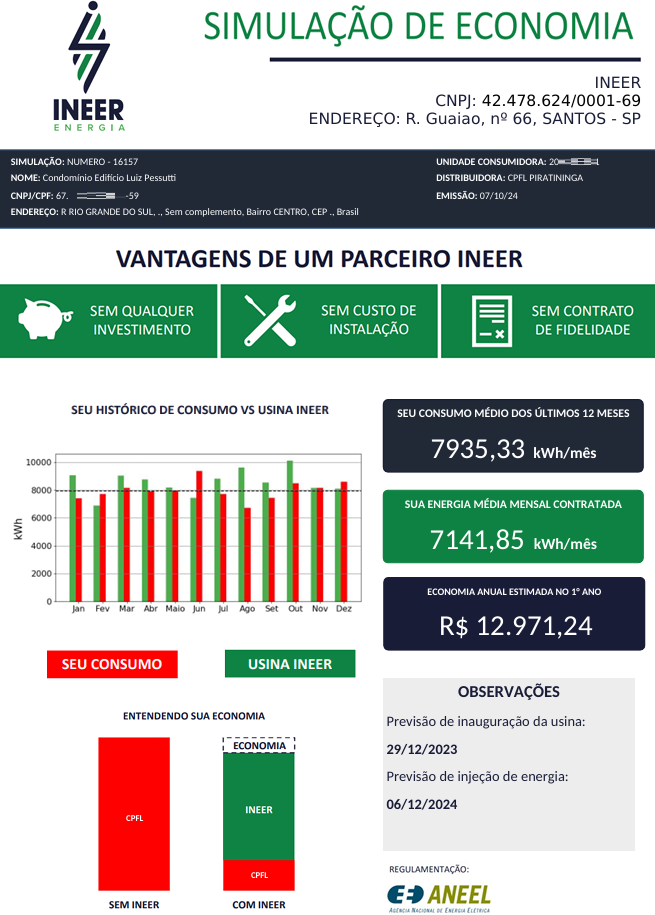 INEER
ENERGIA
SIMULAÇÃO DE ECONOMIA
INEER
CNPJ: 42.478.624/0001-69
ENDEREÇO: R. Guaiao, nº 66, SANTOS - SP
SIMULAÇÃO: NUMERO - 16157
NOME: Condomínio Edifício Luiz Pessutti
CNPJ/CPF: 67. -59
ENDEREÇO: R RIO GRANDE DO SUL, ., Sem complemento, Bairro CENTRO, CEP ., Brasil
UNIDADE CONSUMIDORA: 20
DISTRIBUIDORA: CPFL PIRATININGA
EMISSÃO: 07/10/24
VANTAGENS DE UM PARCEIRO INEER
SEM QUALQUER
INVESTIMENTO
SEM CUSTO DE
INSTALAÇÃO
SEM CONTRATO
DE FIDELIDADE
SEU HISTÓRICO DE CONSUMO VS USINA INEER
kWh
10000
8000
6000
4000
2000
0
Jan Fev Mar Abr Maio Jun Jul Ago Set Out Nov Dez
SEU CONSUMO
USINA INEER
SEU CONSUMO MÉDIO DOS ÚLTIMOS 12 MESES
7935,33 kWh/mês
SUA ENERGIA MÉDIA MENSAL CONTRATADA
7141,85 kWh/mês
ECONOMIA ANUAL ESTIMADA NO 1° ANO
R$ 12.971,24
ENTENDENDO SUA ECONOMIA
CPFL
SEM INEER
ECONOMIA
INEER
CPFL
COM INEER
OBSERVAÇÕES
Previsão de inauguração da usina:
29/12/2023
Previsão de injeção de energia:
06/12/2024
REGULAMENTAÇÃO:
ANEEL
AGÊNCIA NACIONAL DE ENERGIA ELÉTRICA